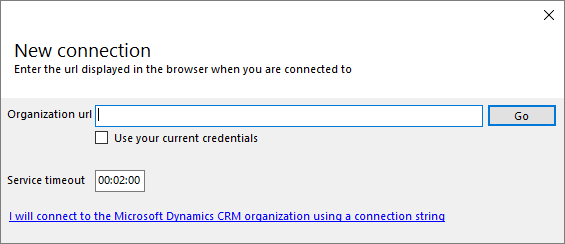 New connection
Enter the url displayed in the browser when you are connected to
Organization url
Go
Use your current credentials
Service timeout 00:02:00
I will connect to the Microsoft Dynamics CRM organization using a connection string